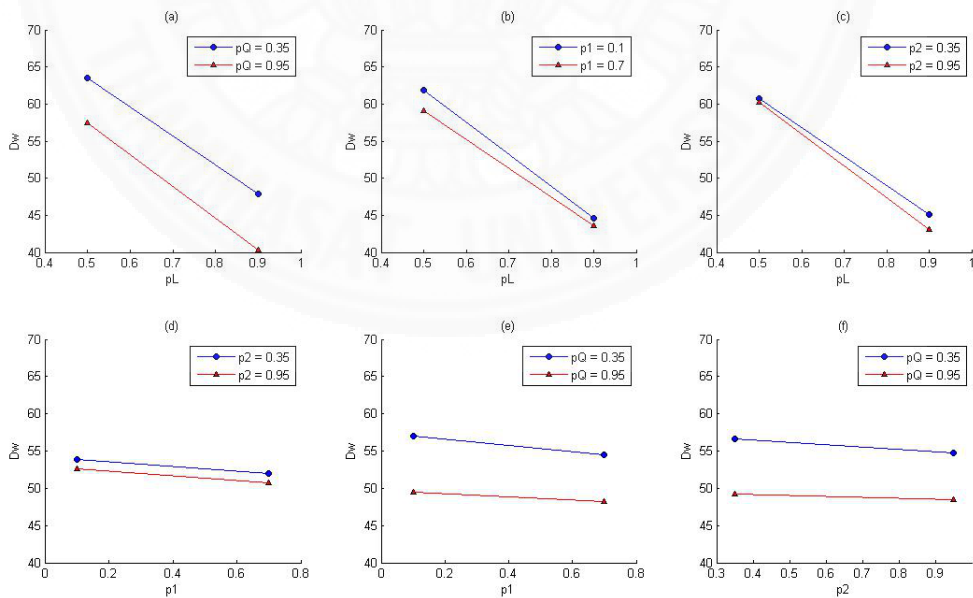 (a)
pQ = 0.35
pQ = 0.95
Dw
70
65
60
55
50
45
40
0.4 0.5 0.6 0.7 0.8 0.9 1
pL
(b)
p1 = 0.1
p1 = 0.7
Dw
70
65
60
55
50
45
40
0.4 0.5 0.6 0.7 0.8 0.9 1
pL
(c)
p2 = 0.35
p2 = 0.95
Dw
70
65
60
55
50
45
40
0.4 0.5 0.6 0.7 0.8 0.9 1
pL
(d)
p2 = 0.35
p2 = 0.95
Dw
70
65
60
55
50
45
40
0 0.2 0.4 0.6 0.8
p1
(e)
pQ = 0.35
pQ = 0.95
Dw
70
65
60
55
50
45
40
0 0.2 0.4 0.6 0.8
p1
(f)
pQ = 0.35
pQ = 0.95
Dw
70
65
60
55
50
45
40
0.3 0.4 0.5 0.6 0.7 0.8 0.9
p2